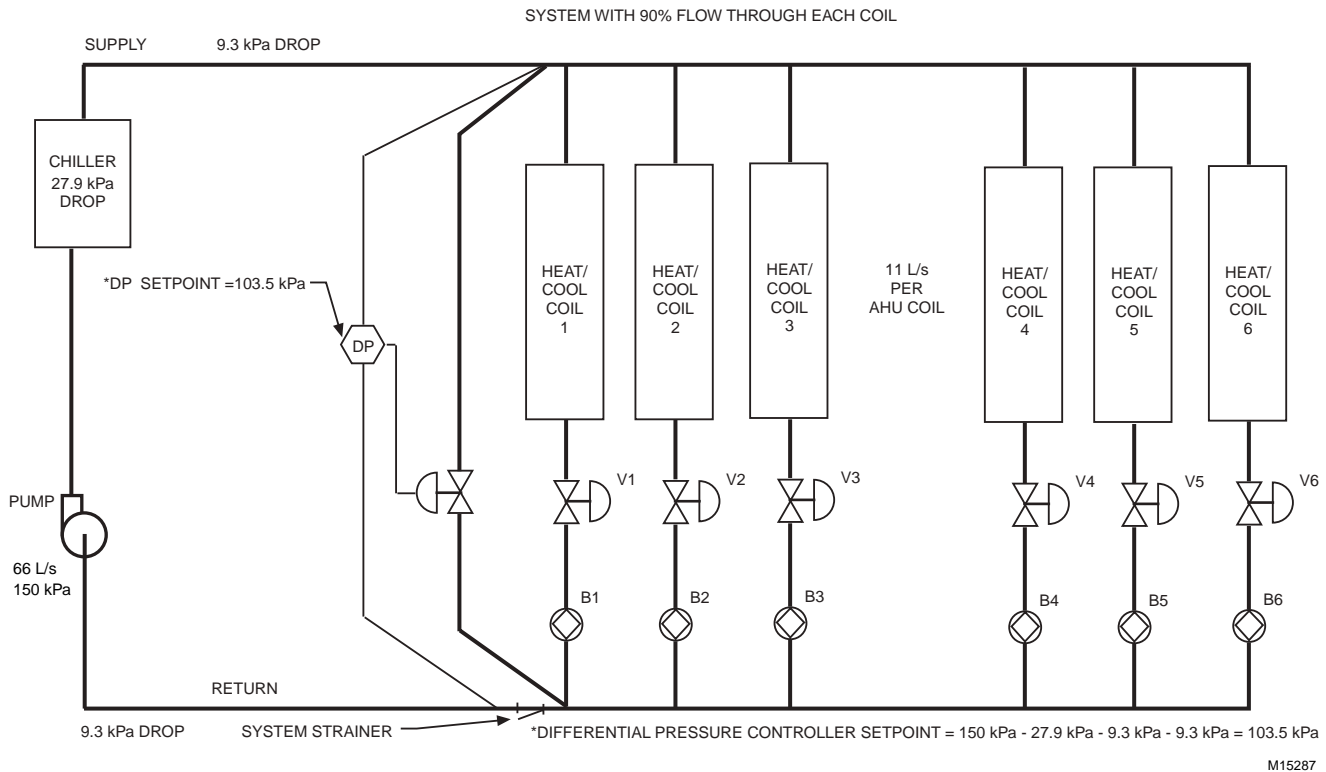 SYSTEM WITH 90% FLOW THROUGH EACH COIL
SUPPLY
9.3 kPa DROP
CHILLER
27.9 kPa
DROP
*DP SETPOINT =103.5 kPa
DP
HEAT/
COOL
COIL
1
HEAT/
COOL
COIL
2
HEAT/
COOL
COIL
3
11 L/s
PER
AHU COIL
HEAT/
COOL
COIL
4
HEAT/
COOL
COIL
5
HEAT/
COOL
COIL
6
V1
V2
V3
V4
V5
V6
PUMP
66 L/s
150 kPa
B1
B2
B3
B4
B5
B6
RETURN
9.3 kPa DROP
SYSTEM STRAINER
*DIFFERENTIAL PRESSURE CONTROLLER SETPOINT = 150 kPa - 27.9 kPa - 9.3 kPa - 9.3 kPa = 103.5 kPa
M15287